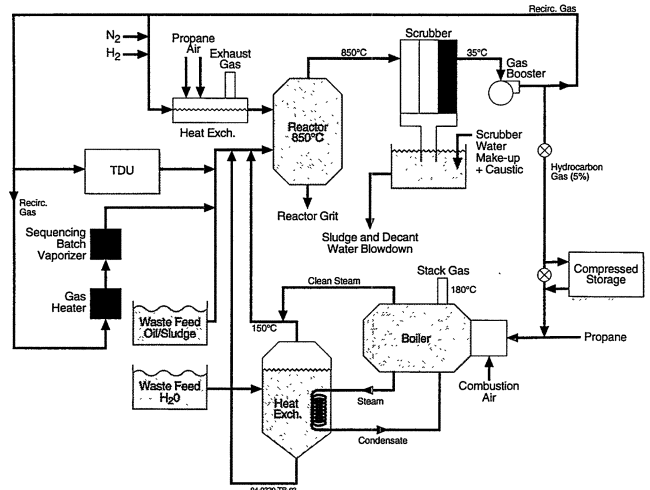 Recirc. Gas
N2
H2
Propane
Air
Exhaust
Gas
Heat Exch.
850°C
Scrubber
35°C
Gas
Booster
Reactor
850°C
Scrubber
Water
Make-up
+ Caustic
Hydrocarbon
Gas (5%)
TDU
Recirc.
Gas
Reactor Grit
Sludge and Decant
Water Blowdown
Sequencing
Batch
Vaporizer
Gas
Heater
Compressed
Storage
Clean Steam
Stack Gas
180°C
Waste Feed
Oil/Sludge
150°C
Boiler
Propane
Waste Feed
H20
Heat
Exch.
Steam
Combustion
Air
Condensate